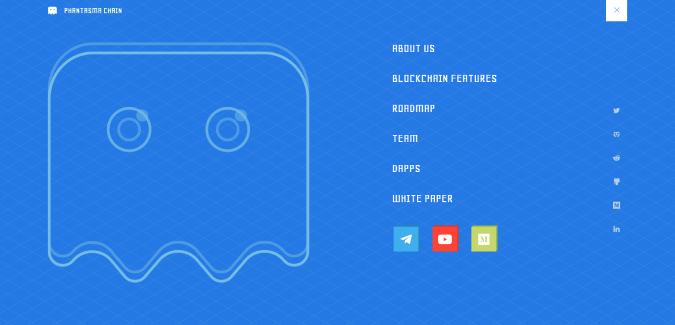 PHANTASMA CHAIN
ABOUT US
BLOCKCHAIN FEATURES
ROADMAP
TEAM
DAPPS
WHITE PAPER